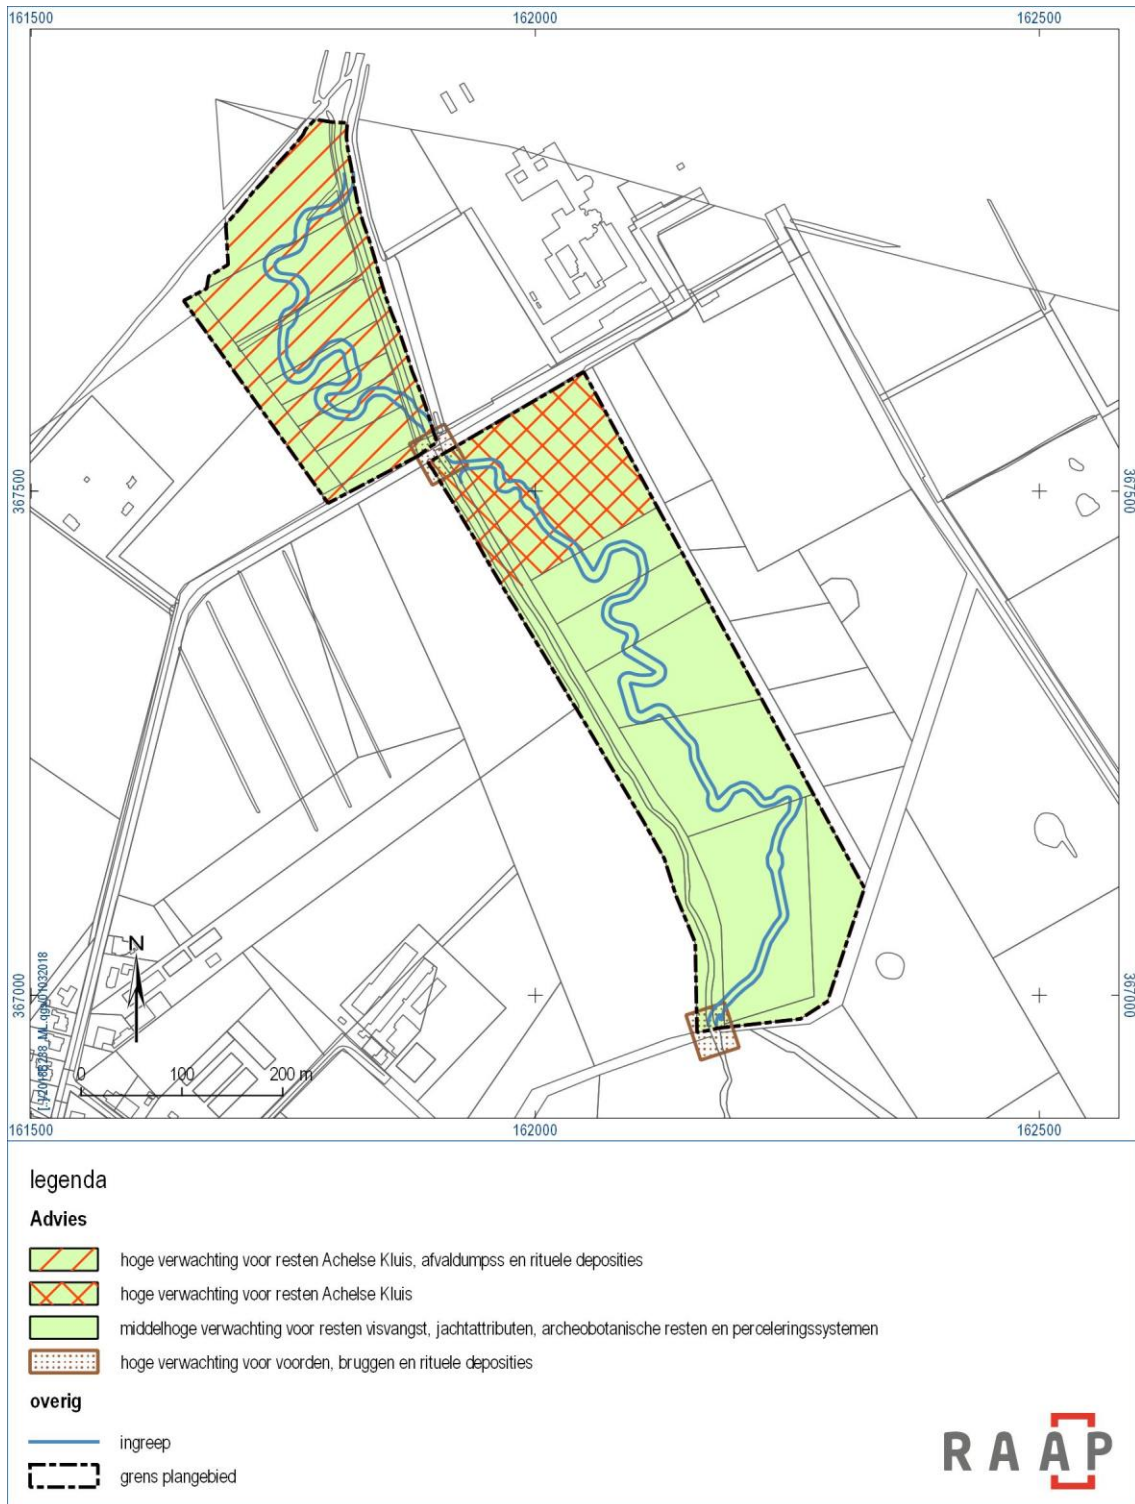 161500
162000
162500
367500
367500
367000
367000
N
0
100
200 m
161500
162000
162500
legenda
Advies
hoge verwachting voor resten Achelse Kluis, afvaldumpss en rituele deposities
hoge verwachting voor resten Achelse Kluis
middelhoge verwachting voor resten visvangst, jachtattributen, archeobotanische resten en perceleringssystemen
hoge verwachting voor voorden, bruggen en rituele deposities
overig
ingreep
grens plangebied
RAAP